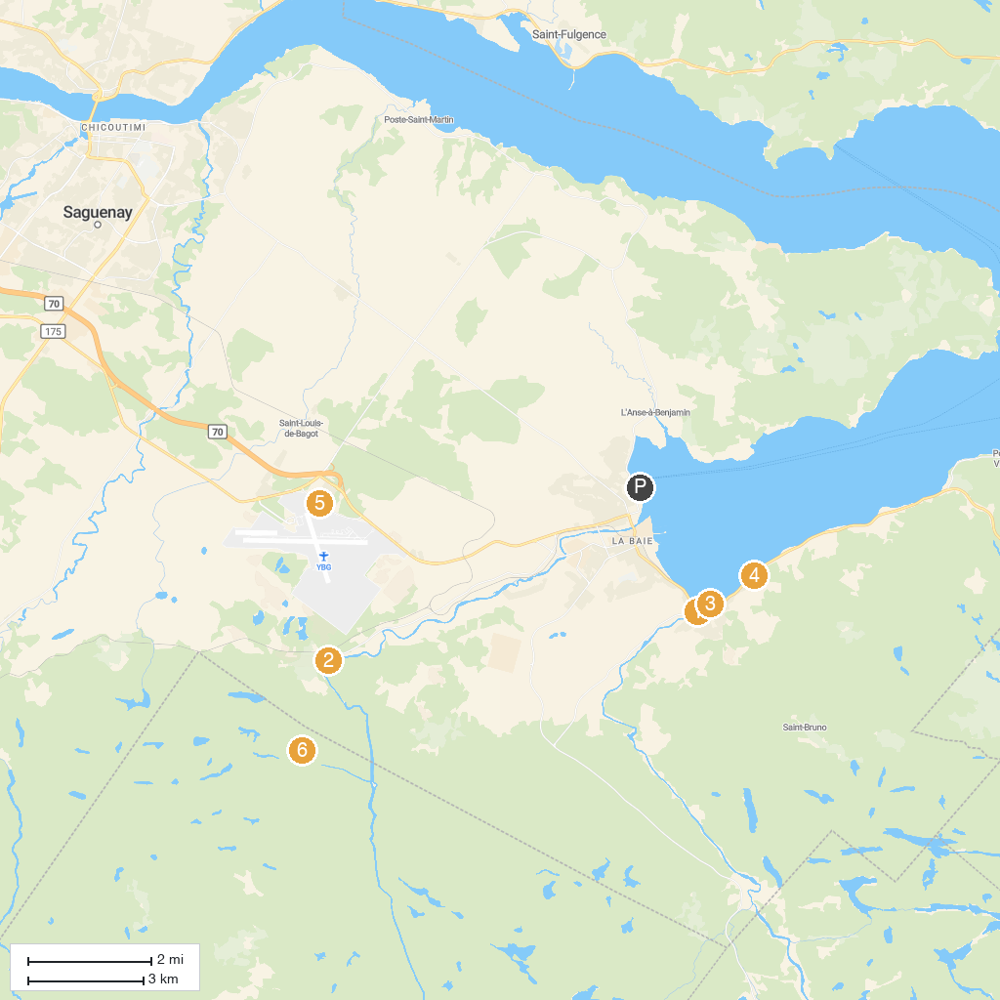 Saint-Fulgence
Poste-Saint-Martin
CHICOUTIMI
Saguenay
70
175
L'Anse-à-Benjamin
Saint-Louis-
de-Bagot
70
P
5
LA BAIE
YBG
4
3
2
Saint-Bruno
6
2 mi
3 km